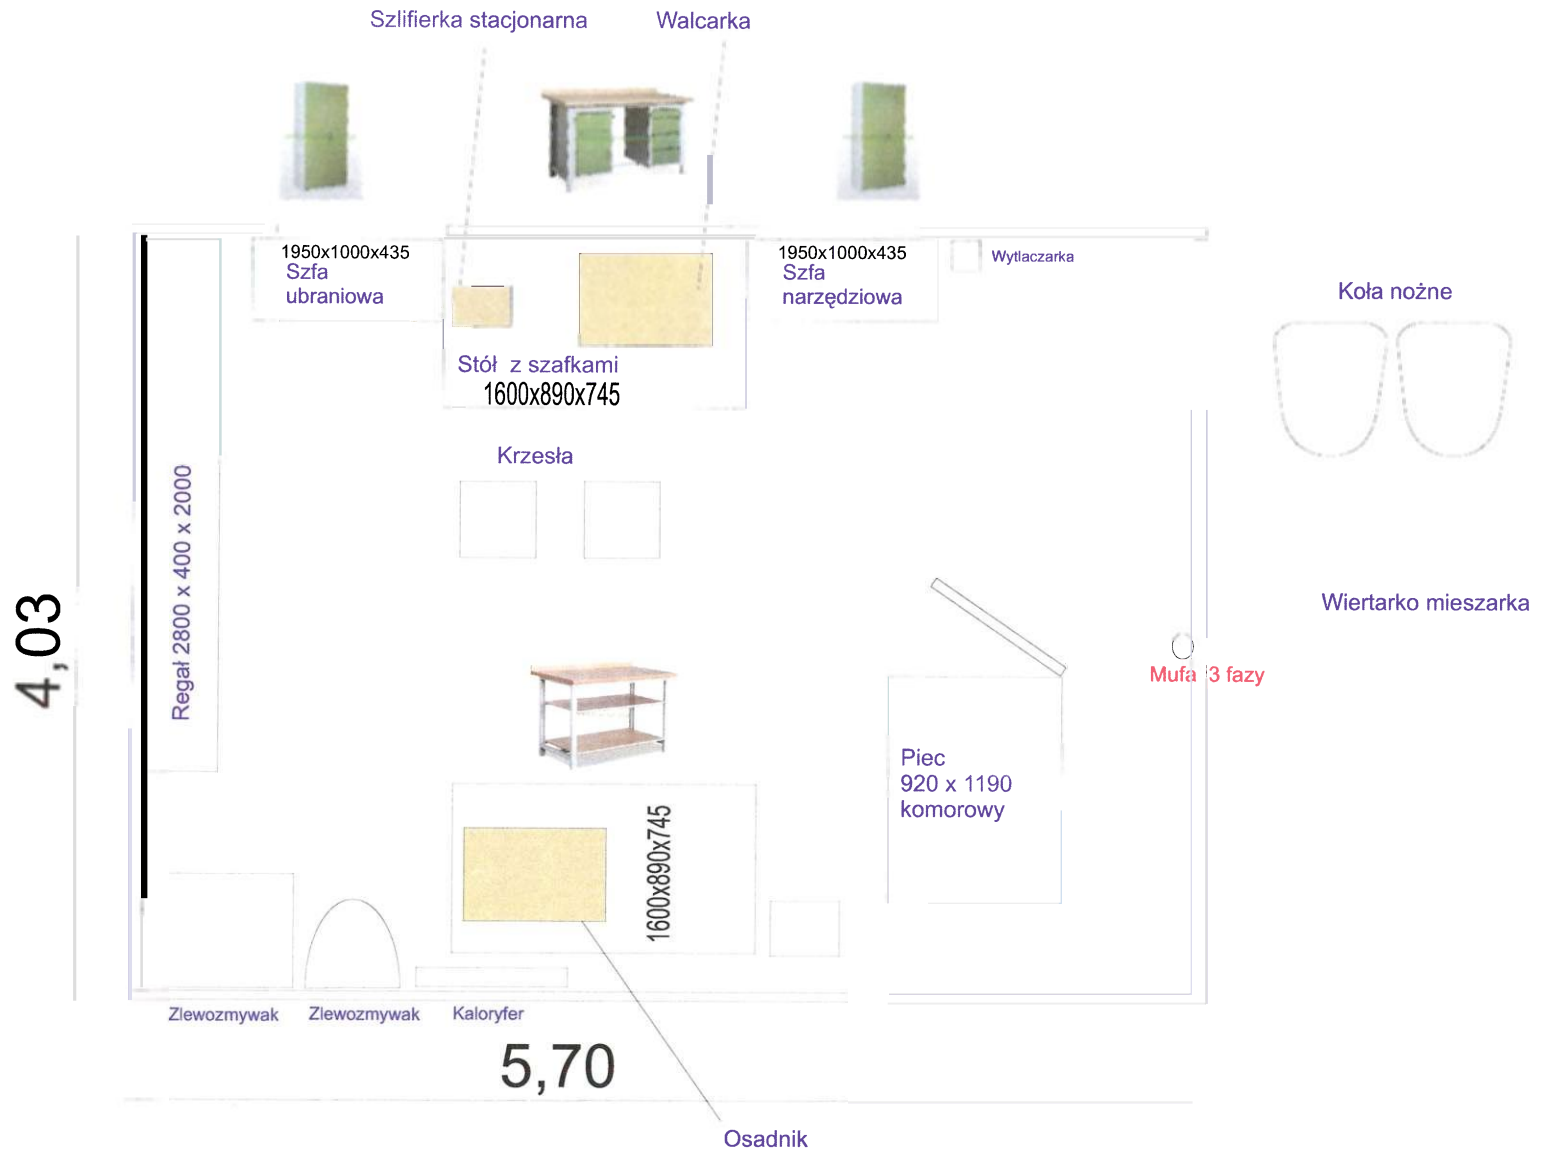 Szlifierka stacjonarna
Walcarka
1950x1000x435
Szfa
ubraniowa
1950x1000x435
Szfa
narzędziowa
Wytlaczarka
Koła nożne
Stół z szafkami
1600x890x745
Krzesła
Regał 2800 x 400 x 2000
4,03
Wiertarko mieszarka
Mufa 3 fazy
Piec
920 x 1190
komorowy
1600x890x745
Zlewozmywak
Zlewozmywak
Kaloryfer
5,70
Osadnik